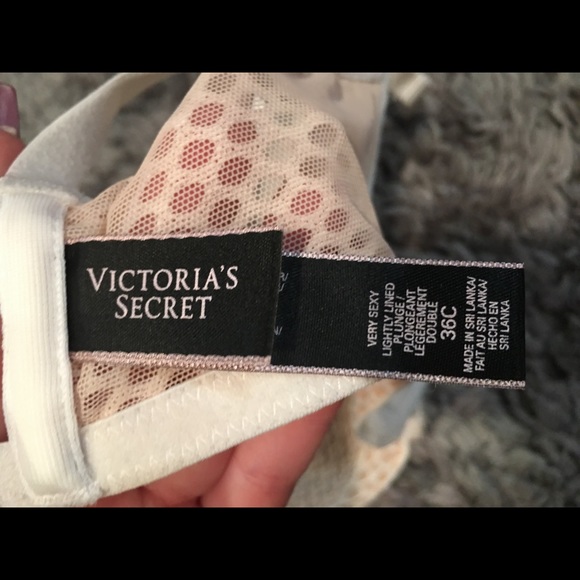 VICTORIA'S
SECRET
VERY SEXY
LIGHTLY LINED
PLUNGE/
PLONGEANT
LÉGÈREMENT
DOUBLÉ
36C
MADE IN SRI LANKA/
FAIT AU SRI LANKA/
HECHO EN
SRI LANKA